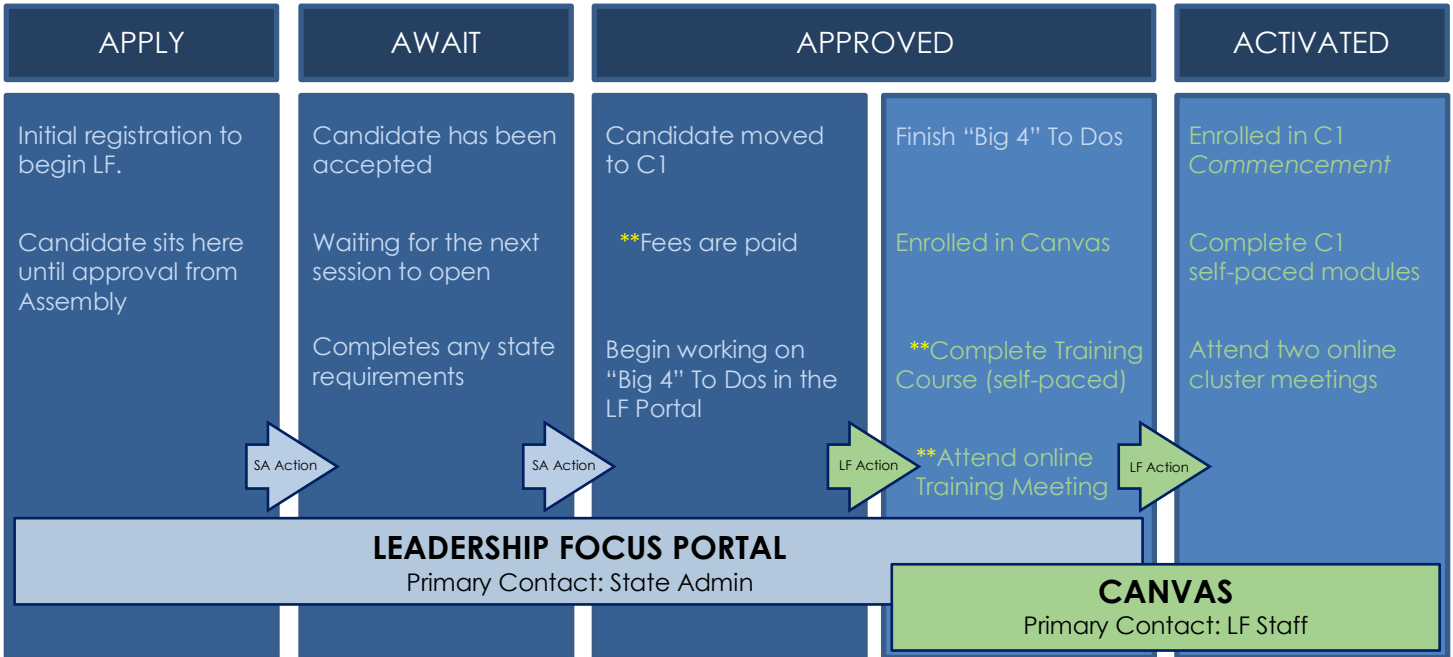 APPLY
AWAIT
APPROVED
ACTIVATED
Initial registration to
begin LF.
Candidate sits here
until approval from
Assembly
Candidate has been
accepted
Waiting for the next
session to open
Completes any state
requirements
Candidate moved
to C1
**Fees are paid
Begin working on
“Big 4” To Dos in the
LF Portal
Finish “Big 4” To Dos
Enrolled in Canvas
**Complete Training
Course (self-paced)
**Attend online
Training Meeting
Enrolled in C1
Commencement
Complete C1
self-paced modules
Attend two online
cluster meetings
SA Action
SA Action
LF Action
LF Action
LEADERSHIP FOCUS PORTAL
Primary Contact: State Admin
CANVAS
Primary Contact: LF Staff